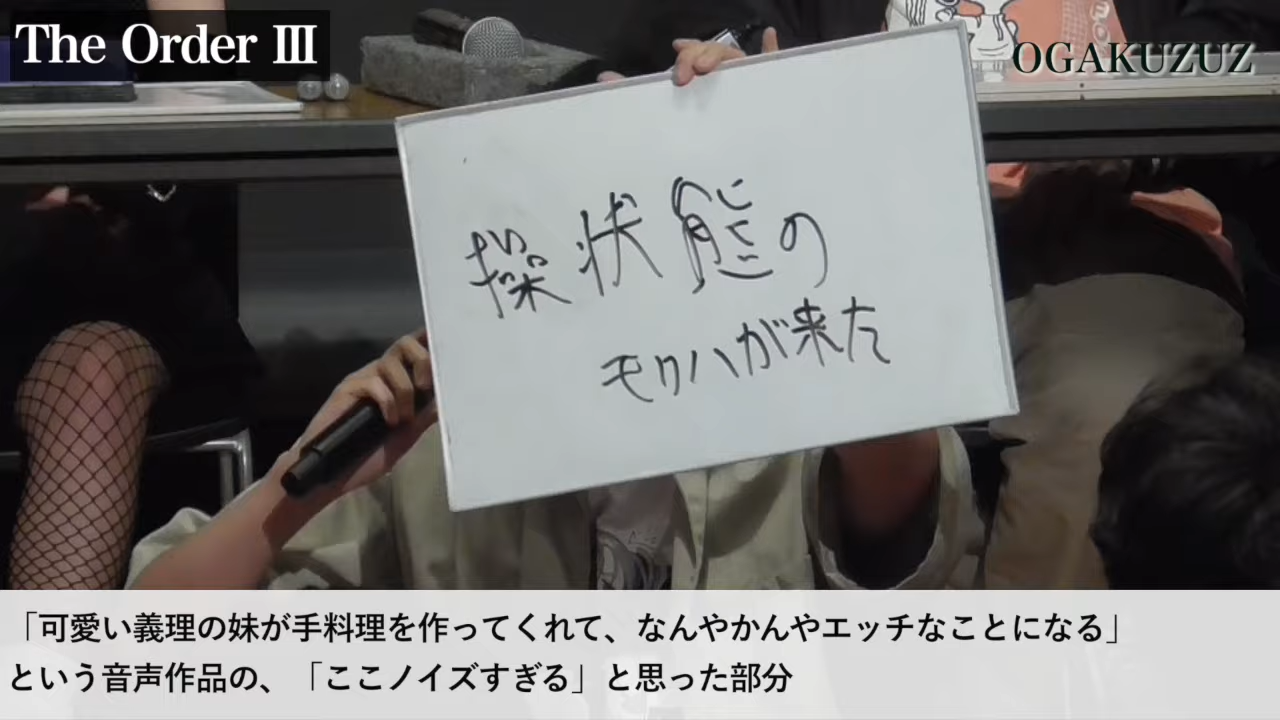 The Order Ⅲ
OGAKUZUZ
操状態の
モクハが来た
「可愛い義理の妹が手料理を作ってくれて、なんやかんやエッチなことになる」
という音声作品の、「ここノイズすぎる」と思った部分